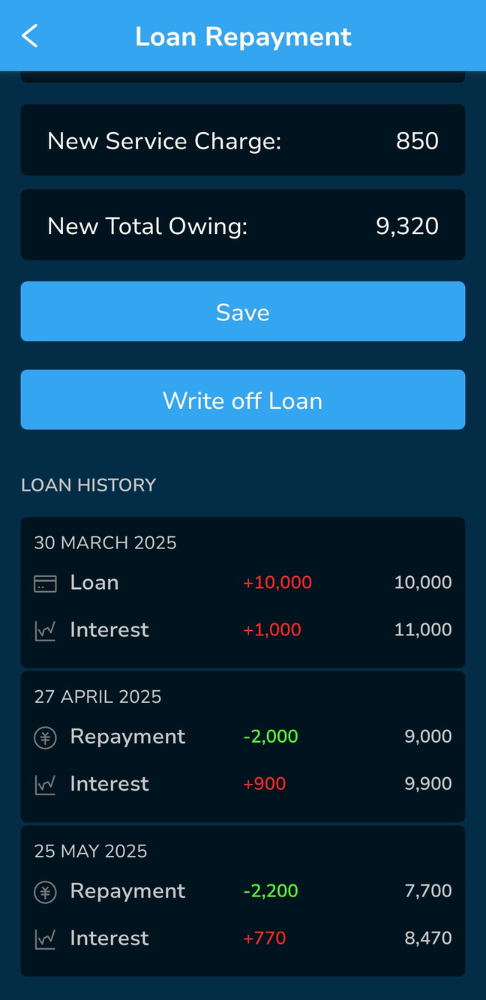 Loan Repayment
New Service Charge: 850
New Total Owing: 9,320
Save
Write off Loan
LOAN HISTORY
30 MARCH 2025
Loan +10,000 10,000
Interest +1,000 11,000
27 APRIL 2025
Repayment -2,000 9,000
Interest +900 9,900
25 MAY 2025
Repayment -2,200 7,700
Interest +770 8,470